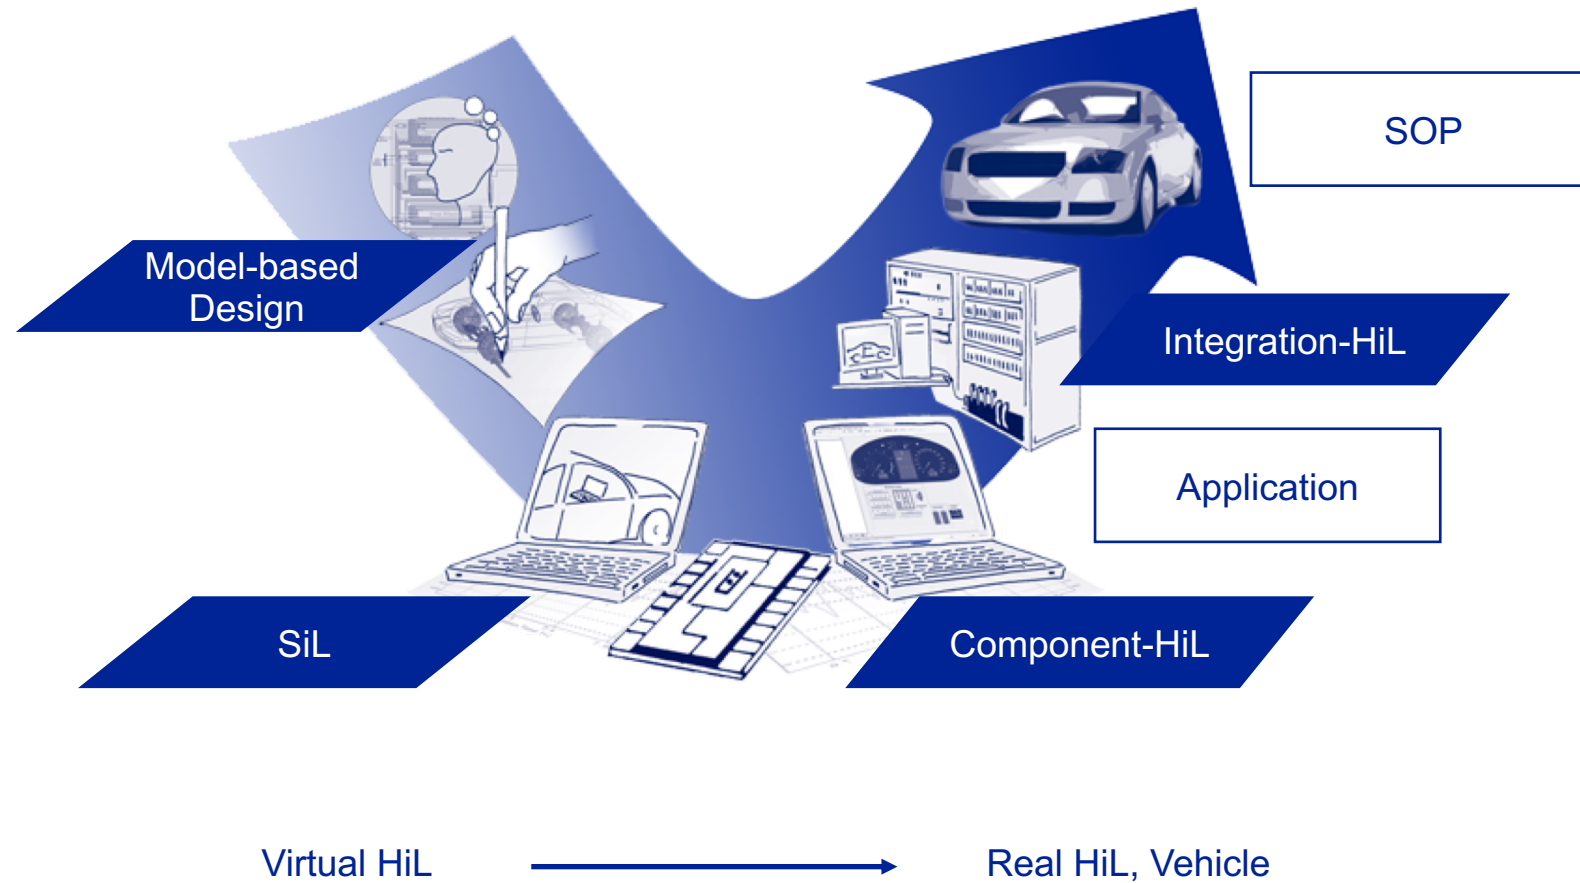 SOP
Model-based
Design
Integration-HiL
Application
SiL
Component-HiL
Virtual HiL
Real HiL, Vehicle